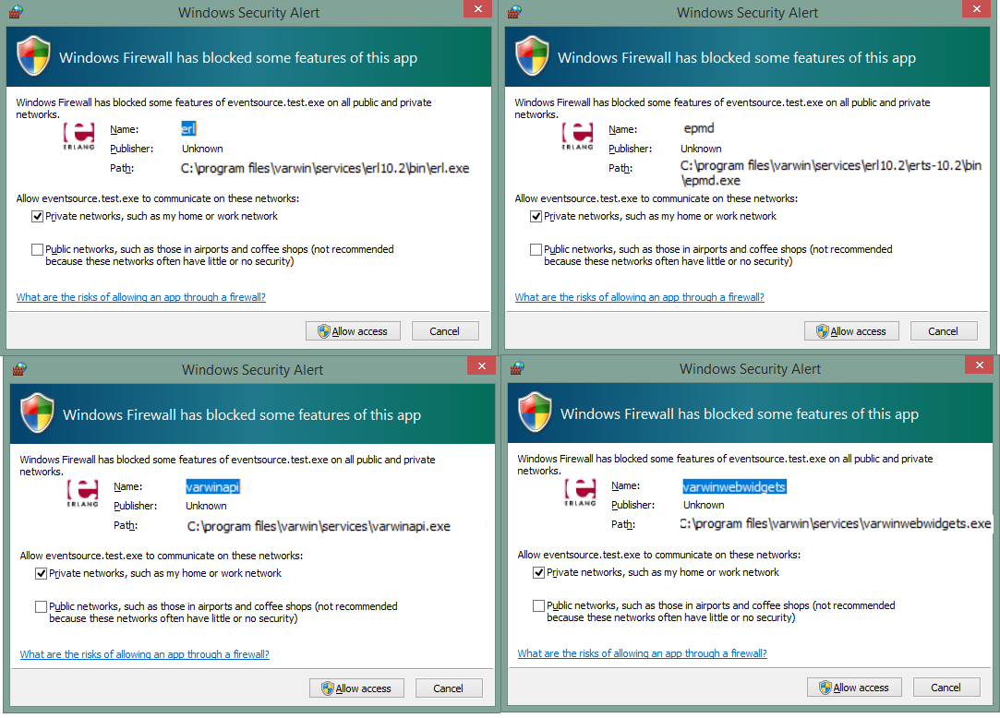 Windows Security Alert
Windows Firewall has blocked some features of this app
Windows Firewall has blocked some features of eventsource.test.exe on all public and private
networks.
ERLANG
Name: erl
Publisher: Unknown
Path: C:\program files\varwin\services\erl10.2\bin\erl.exe
Allow eventsource.test.exe to communicate on these networks:
Private networks, such as my home or work network
Public networks, such as those in airports and coffee shops (not recommended
because these networks often have little or no security)
What are the risks of allowing an app through a firewall?
Allow access Cancel
Windows Security Alert
Windows Firewall has blocked some features of this app
Windows Firewall has blocked some features of eventsource.test.exe on all public and private
networks.
ERLANG
Name: epmd
Publisher: Unknown
Path: C:\program files\varwin\services\erl10.2\erts-10.2\bin
\epmd.exe
Allow eventsource.test.exe to communicate on these networks:
Private networks, such as my home or work network
Public networks, such as those in airports and coffee shops (not recommended
because these networks often have little or no security)
What are the risks of allowing an app through a firewall?
Allow access Cancel
Windows Security Alert
Windows Firewall has blocked some features of this app
Windows Firewall has blocked some features of eventsource.test.exe on all public and private
networks.
ERLANG
Name: varwinapi
Publisher: Unknown
Path: C:\program files\varwin\services\varwinapi.exe
Allow eventsource.test.exe to communicate on these networks:
Private networks, such as my home or work network
Public networks, such as those in airports and coffee shops (not recommended
because these networks often have little or no security)
What are the risks of allowing an app through a firewall?
Allow access Cancel
Windows Security Alert
Windows Firewall has blocked some features of this app
Windows Firewall has blocked some features of eventsource.test.exe on all public and private
networks.
ERLANG
Name: varwinwebwidgets
Publisher: Unknown
Path: C:\program files\varwin\services\varwinwebwidgets.exe
Allow eventsource.test.exe to communicate on these networks:
Private networks, such as my home or work network
Public networks, such as those in airports and coffee shops (not recommended
because these networks often have little or no security)
What are the risks of allowing an app through a firewall?
Allow access Cancel